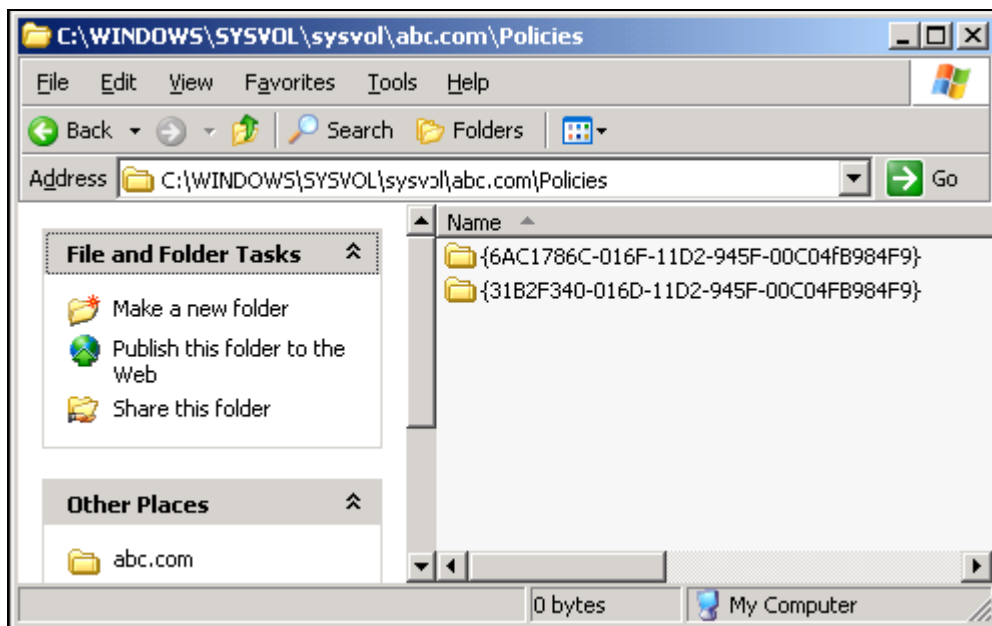 C:\WINDOWS\SYSVOL\sysvol\abc.com\Policies
File Edit View Favorites Tools Help
Back Search Folders
Address C:\WINDOWS\SYSVOL\sysvol\abc.com\Policies Go
Name
File and Folder Tasks
{6AC1786C-016F-11D2-945F-00C04fB984F9}
{31B2F340-016D-11D2-945F-00C04FB984F9}
Make a new folder
Publish this folder to the
Web
Share this folder
Other Places
abc.com
0 bytes My Computer